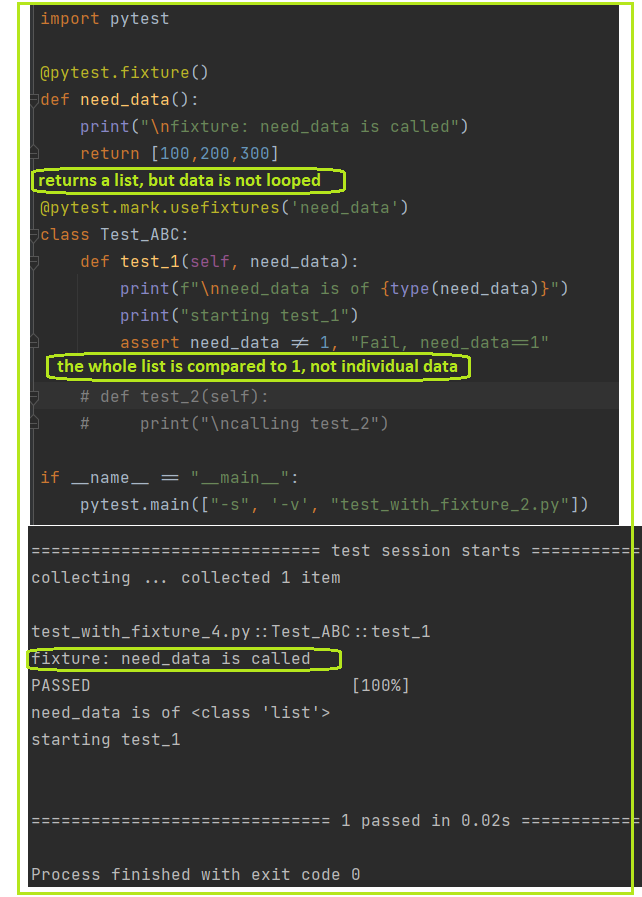 import pytest
@pytest.fixture()
def need_data():
    print("\nfixture: need_data is called")
    return [100,200,300]
returns a list, but data is not looped
@pytest.mark.usefixtures('need_data')
class Test_ABC:
    def test_1(self, need_data):
        print(f"\nneed_data is of {type(need_data)}")
        print("starting test_1")
        assert need_data ≠ 1, "Fail, need_data==1"
the whole list is compared to 1, not individual data
    # def test_2(self):
    #     print("\ncalling test_2")
if __name__ == "__main__":
    pytest.main(["-s", '-v', "test_with_fixture_2.py"])
============================= test session starts ============
collecting ... collected 1 item
test_with_fixture_4.py::Test_ABC::test_1
fixture: need_data is called
PASSED                          [100%]
need_data is of <class 'list'>
starting test_1
============================== 1 passed in 0.02s ============
Process finished with exit code 0